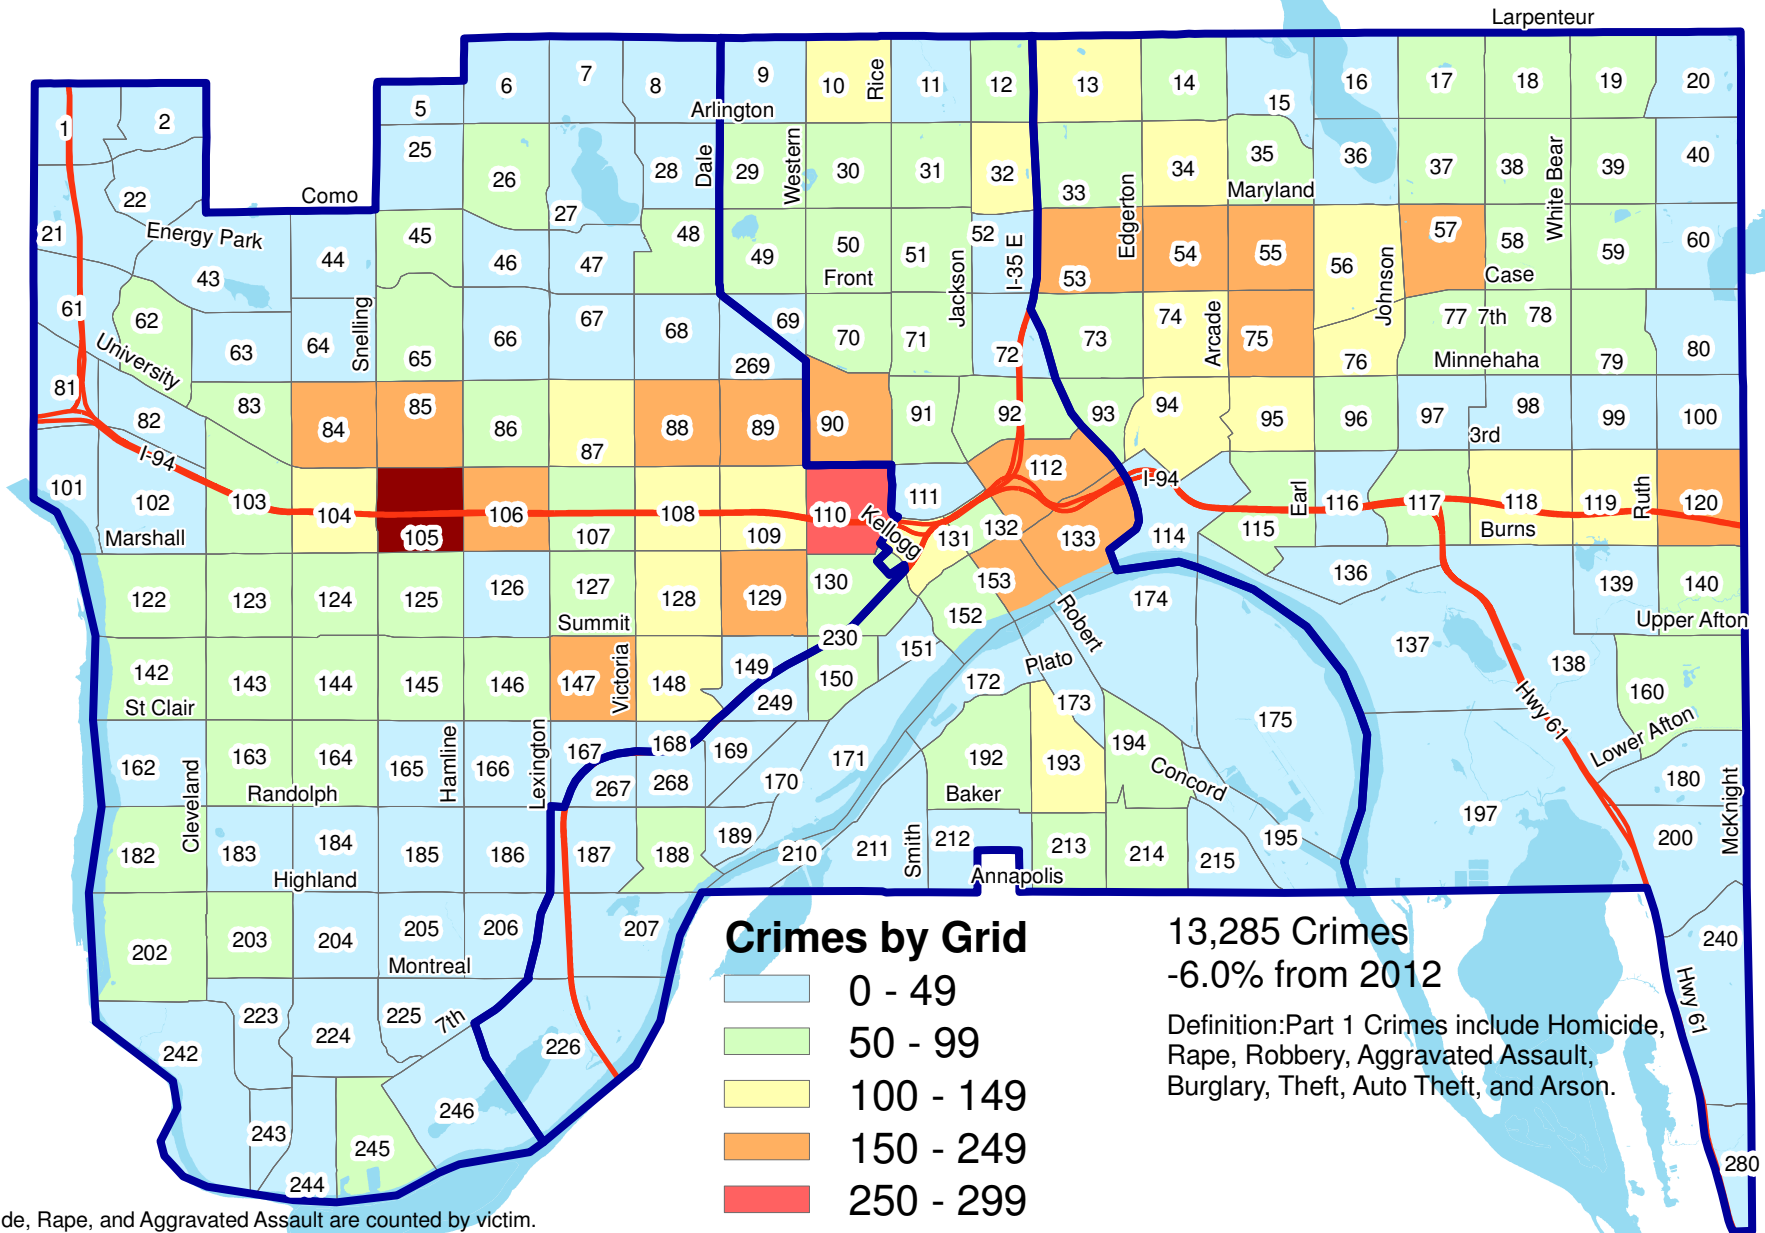 Larpenteur
6 7 8 9 10 Rice 11 12 13 14 15 16 17 18 19 20
1 2 5 Arlington
25 26 27 28 Dale 29 Western 30 31 32 33 Edgerton 34 35 36 37 38 White Bear 39 40
22 Como Maryland
21 Energy Park 43 44 45 46 47 48 49 50 51 Jackson 52 I-35 E 53 54 55 56 Johnson 57 58 59 60
Front Case
61 62 63 64 Snelling 65 66 67 68 69 269 70 71 72 73 74 Arcade 75 76 77 7th 78 79 80
University Minnehaha
81 82 83 84 85 86 87 88 89 90 91 92 93 94 95 96 97 98 99 100
I-94 3rd
101 102 103 104 105 106 107 108 109 110 111 112 I-94 Earl 116 117 118 119 Ruth 120
Marshall Kellogg 131 132 133 114 115 Burns
122 123 124 125 126 127 128 129 130 153 152 174 136 139 140
Summit 230 Robert Upper Afton
142 143 144 145 146 147 Victoria 148 149 249 150 151 172 Plato 173 175 137 138 160
St Clair Hwy 61 Lower Afton
162 Cleveland 163 164 165 Hamline 166 Lexington 167 168 169 170 171 192 193 194 Concord 180 McKnight
Randolph 267 268 Baker 197
182 183 184 185 186 187 188 189 210 211 Smith 212 213 214 215 195 200
Highland Annapolis
202 203 204 205 206 207 240
Montreal
223 224 225 7th 226 Hwy 61
242 243 244 245 246 280
Crimes by Grid
0 - 49
50 - 99
100 - 149
150 - 249
250 - 299
13,285 Crimes
-6.0% from 2012
Definition:Part 1 Crimes include Homicide,
Rape, Robbery, Aggravated Assault,
Burglary, Theft, Auto Theft, and Arson.
de, Rape, and Aggravated Assault are counted by victim.